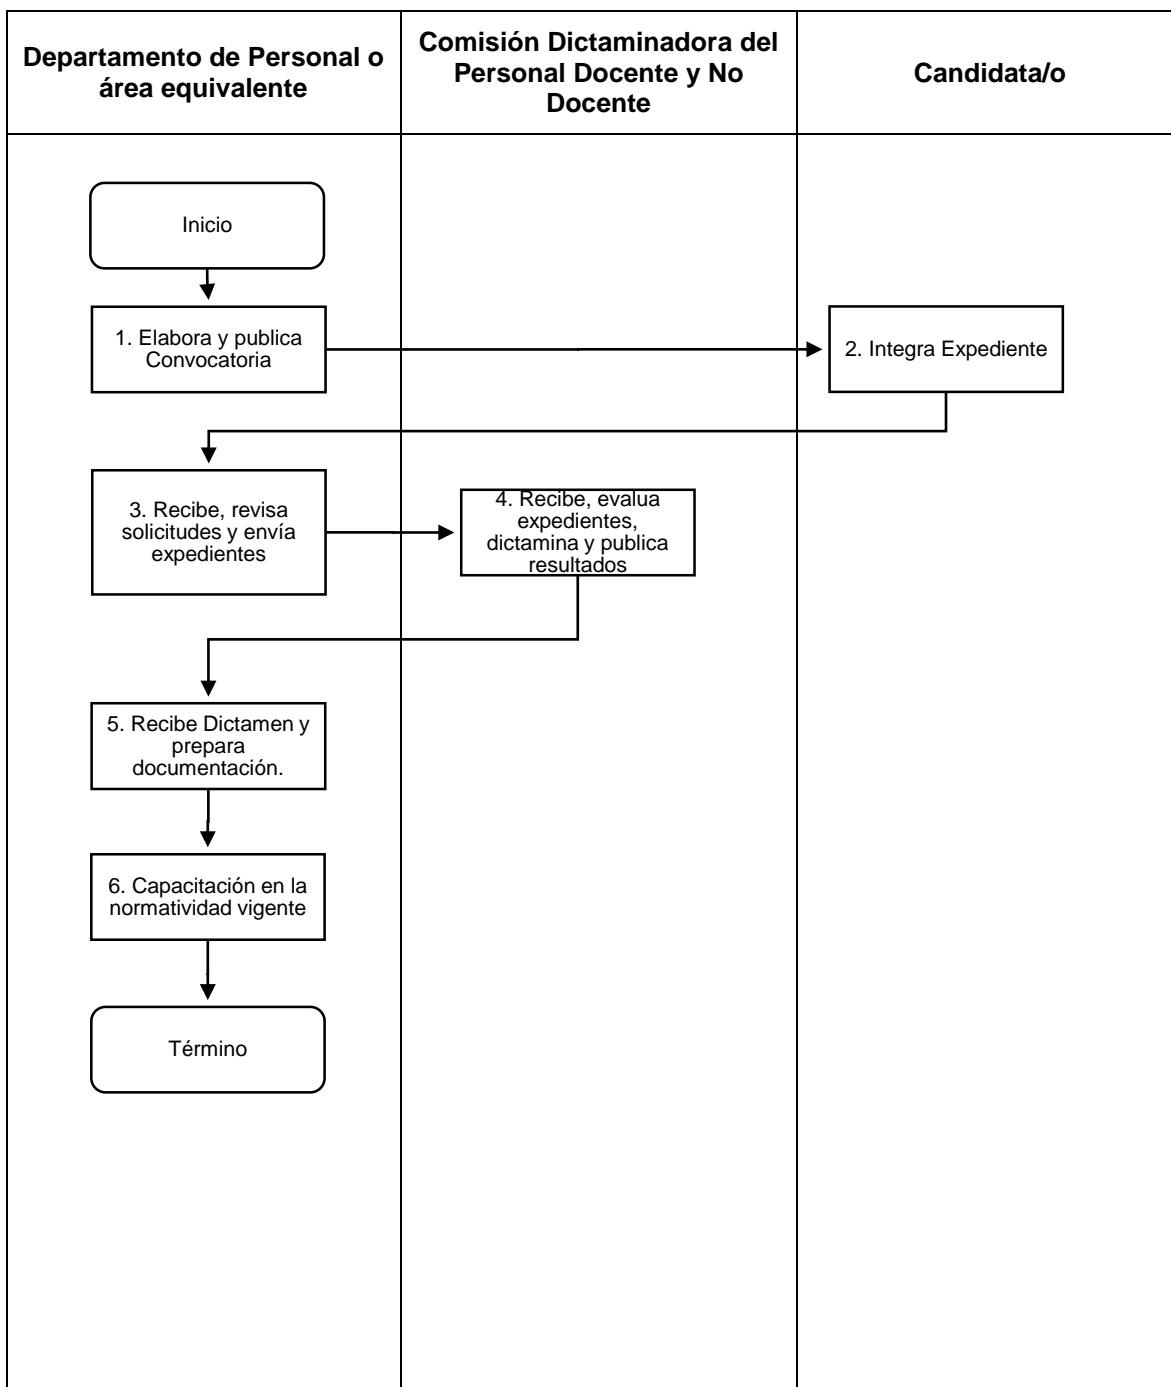 Departamento de Personal o
área equivalente
Comisión Dictaminadora del
Personal Docente y No
Docente
Candidata/o
Inicio
1. Elabora y publica
Convocatoria
2. Integra Expediente
3. Recibe, revisa
solicitudes y envía
expedientes
4. Recibe, evalua
expedientes,
dictamina y publica
resultados
5. Recibe Dictamen y
prepara
documentación.
6. Capacitación en la
normatividad vigente
Término